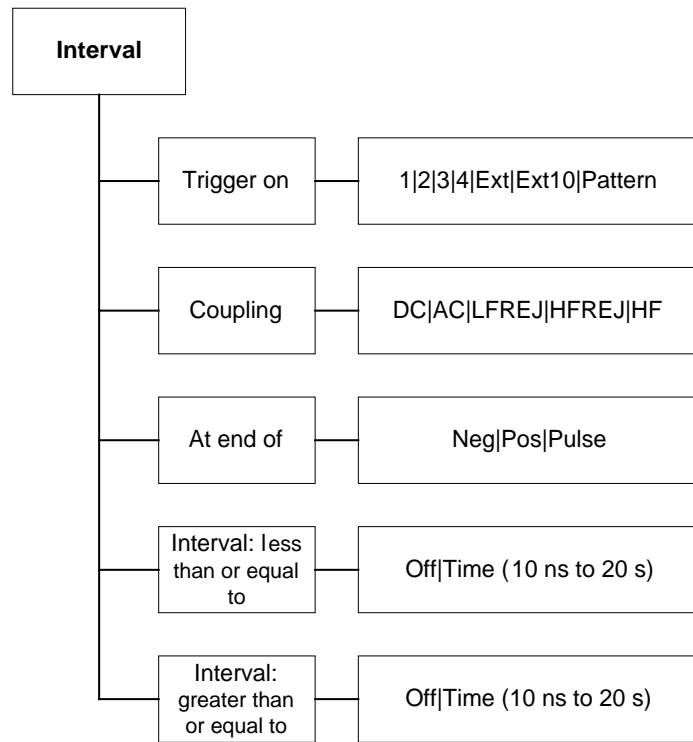 Interval
Trigger on
1|2|3|4|Ext|Ext10|Pattern
Coupling
DC|AC|LFREJ|HFREJ|HF
At end of
Neg|Pos|Pulse
Interval: less
than or equal
to
Off|Time (10 ns to 20 s)
Interval:
greater than
or equal to
Off|Time (10 ns to 20 s)